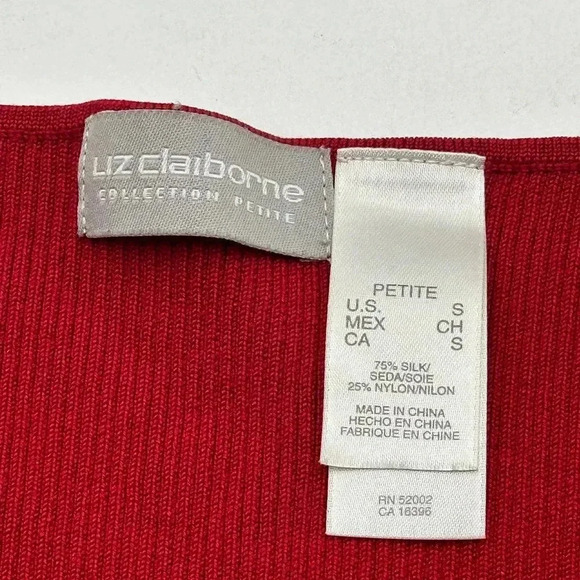 Liz claiborne
COLLECTION PETITE
PETITE
U.S. S
MEX CH
CA S
75% SILK/
SEDA/SOIE
25% NYLON/NILON
MADE IN CHINA
HECHO EN CHINA
FABRIQUE EN CHINE
RN 52002
CA 16396